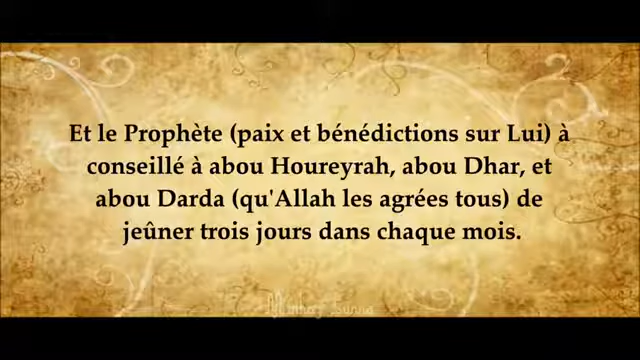 Et le Prophète (paix et bénédictions sur Lui) à
conseillé à abou Houreyrah, abou Dhar, et
abou Darda (qu'Allah les agrées tous) de
jeûner trois jours dans chaque mois.
Sunna